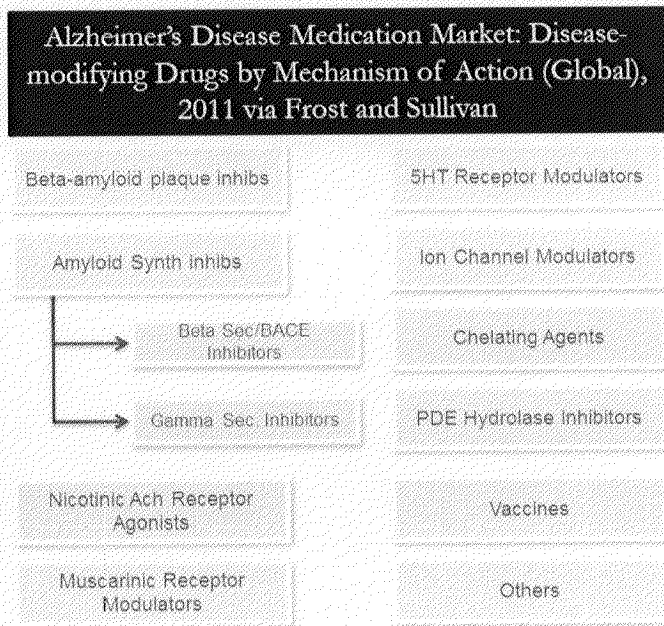 Alzheimer's Disease Medication Market: Disease-
modifying Drugs by Mechanism of Action (Global),
2011 via Frost and Sullivan
Beta-amyloid plaque inhibs
Amyloid Synth inhibs
Beta Sec/BACE
Inhibitors
Gamma Sec. Inhibitors
Nicotinic Ach Receptor
Agonists
Muscarinic Receptor
Modulators
5HT Receptor Modulators
Ion Channel Modulators
Chelating Agents
PDE Hydrolase Inhibitors
Vaccines
Others